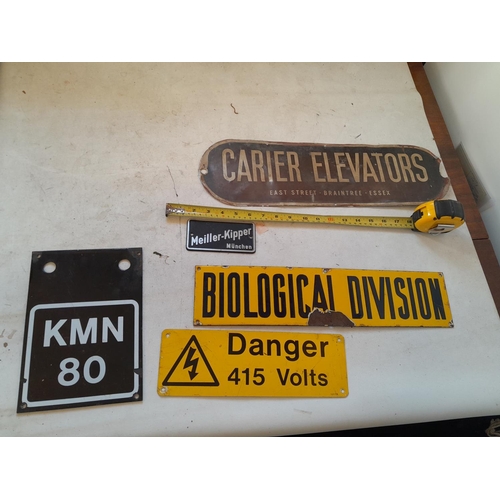 CARIER ELEVATORS
EAST STREET · BRAINTREE · ESSEX
Meiller-Kipper
München
BIOLOGICAL DIVISION
KMN
80
Danger
415 Volts